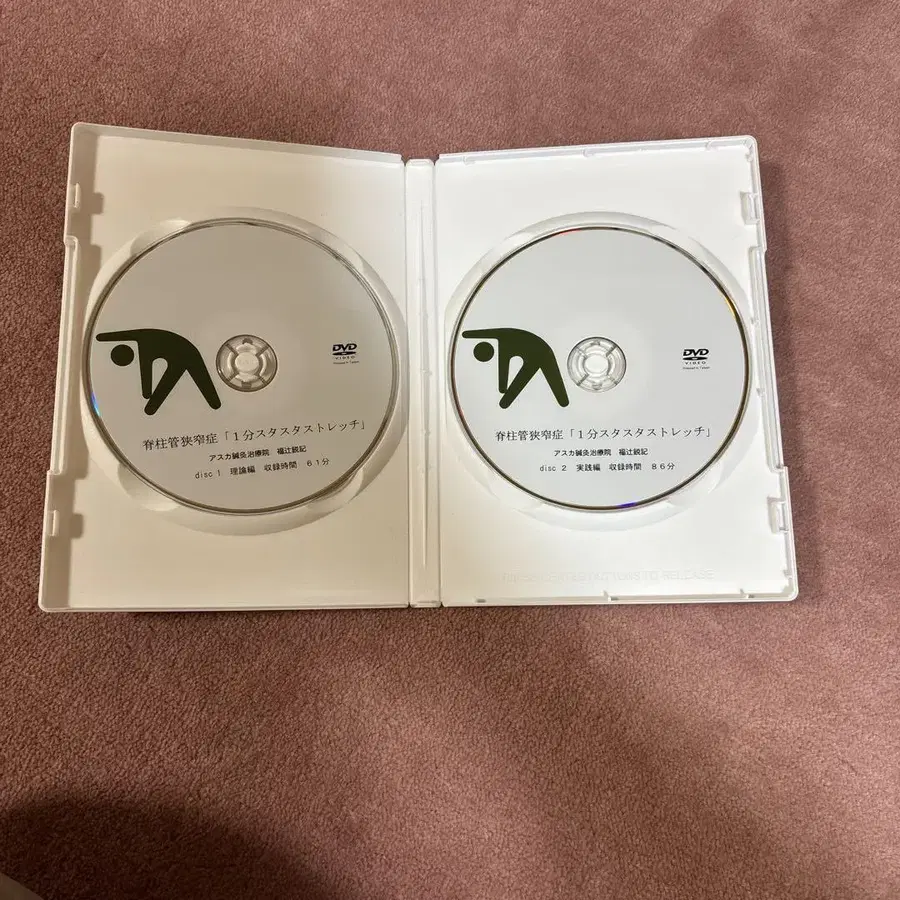 DVD
VIDEO
脊柱管狭窄症「1分スタスタストレッチ」
アスカ鍼灸治療院 福辻鋭記
disc 1 理論編 収録時間 61分
DVD
VIDEO
脊柱管狭窄症「1分スタスタストレッチ」
アスカ鍼灸治療院 福辻鋭記
disc 2 実践編 収録時間 86分